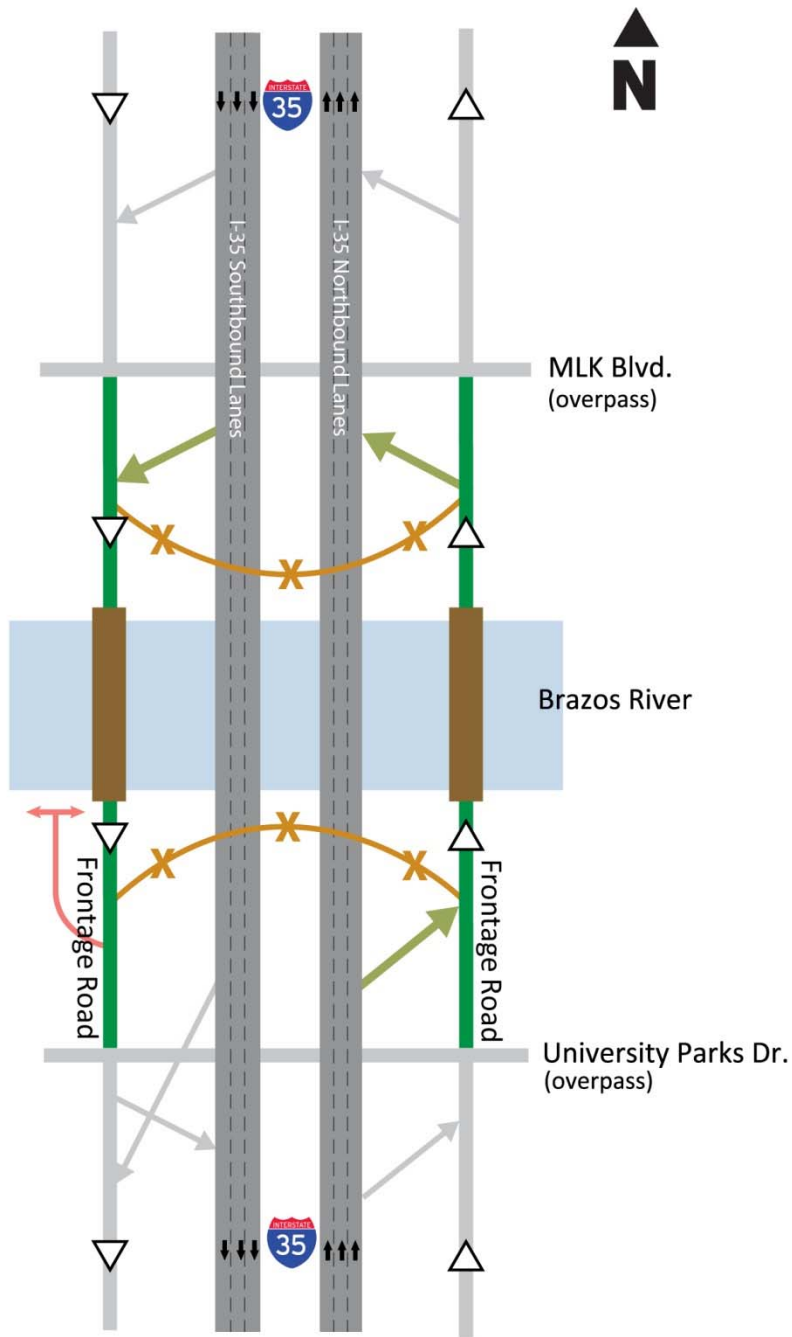 N
INTERSTATE
35
I-35 Southbound Lanes
I-35 Northbound Lanes
MLK Blvd.
(overpass)
X
X
X
Brazos River
X
X
X
Frontage Road
Frontage Road
University Parks Dr.
(overpass)
INTERSTATE
35